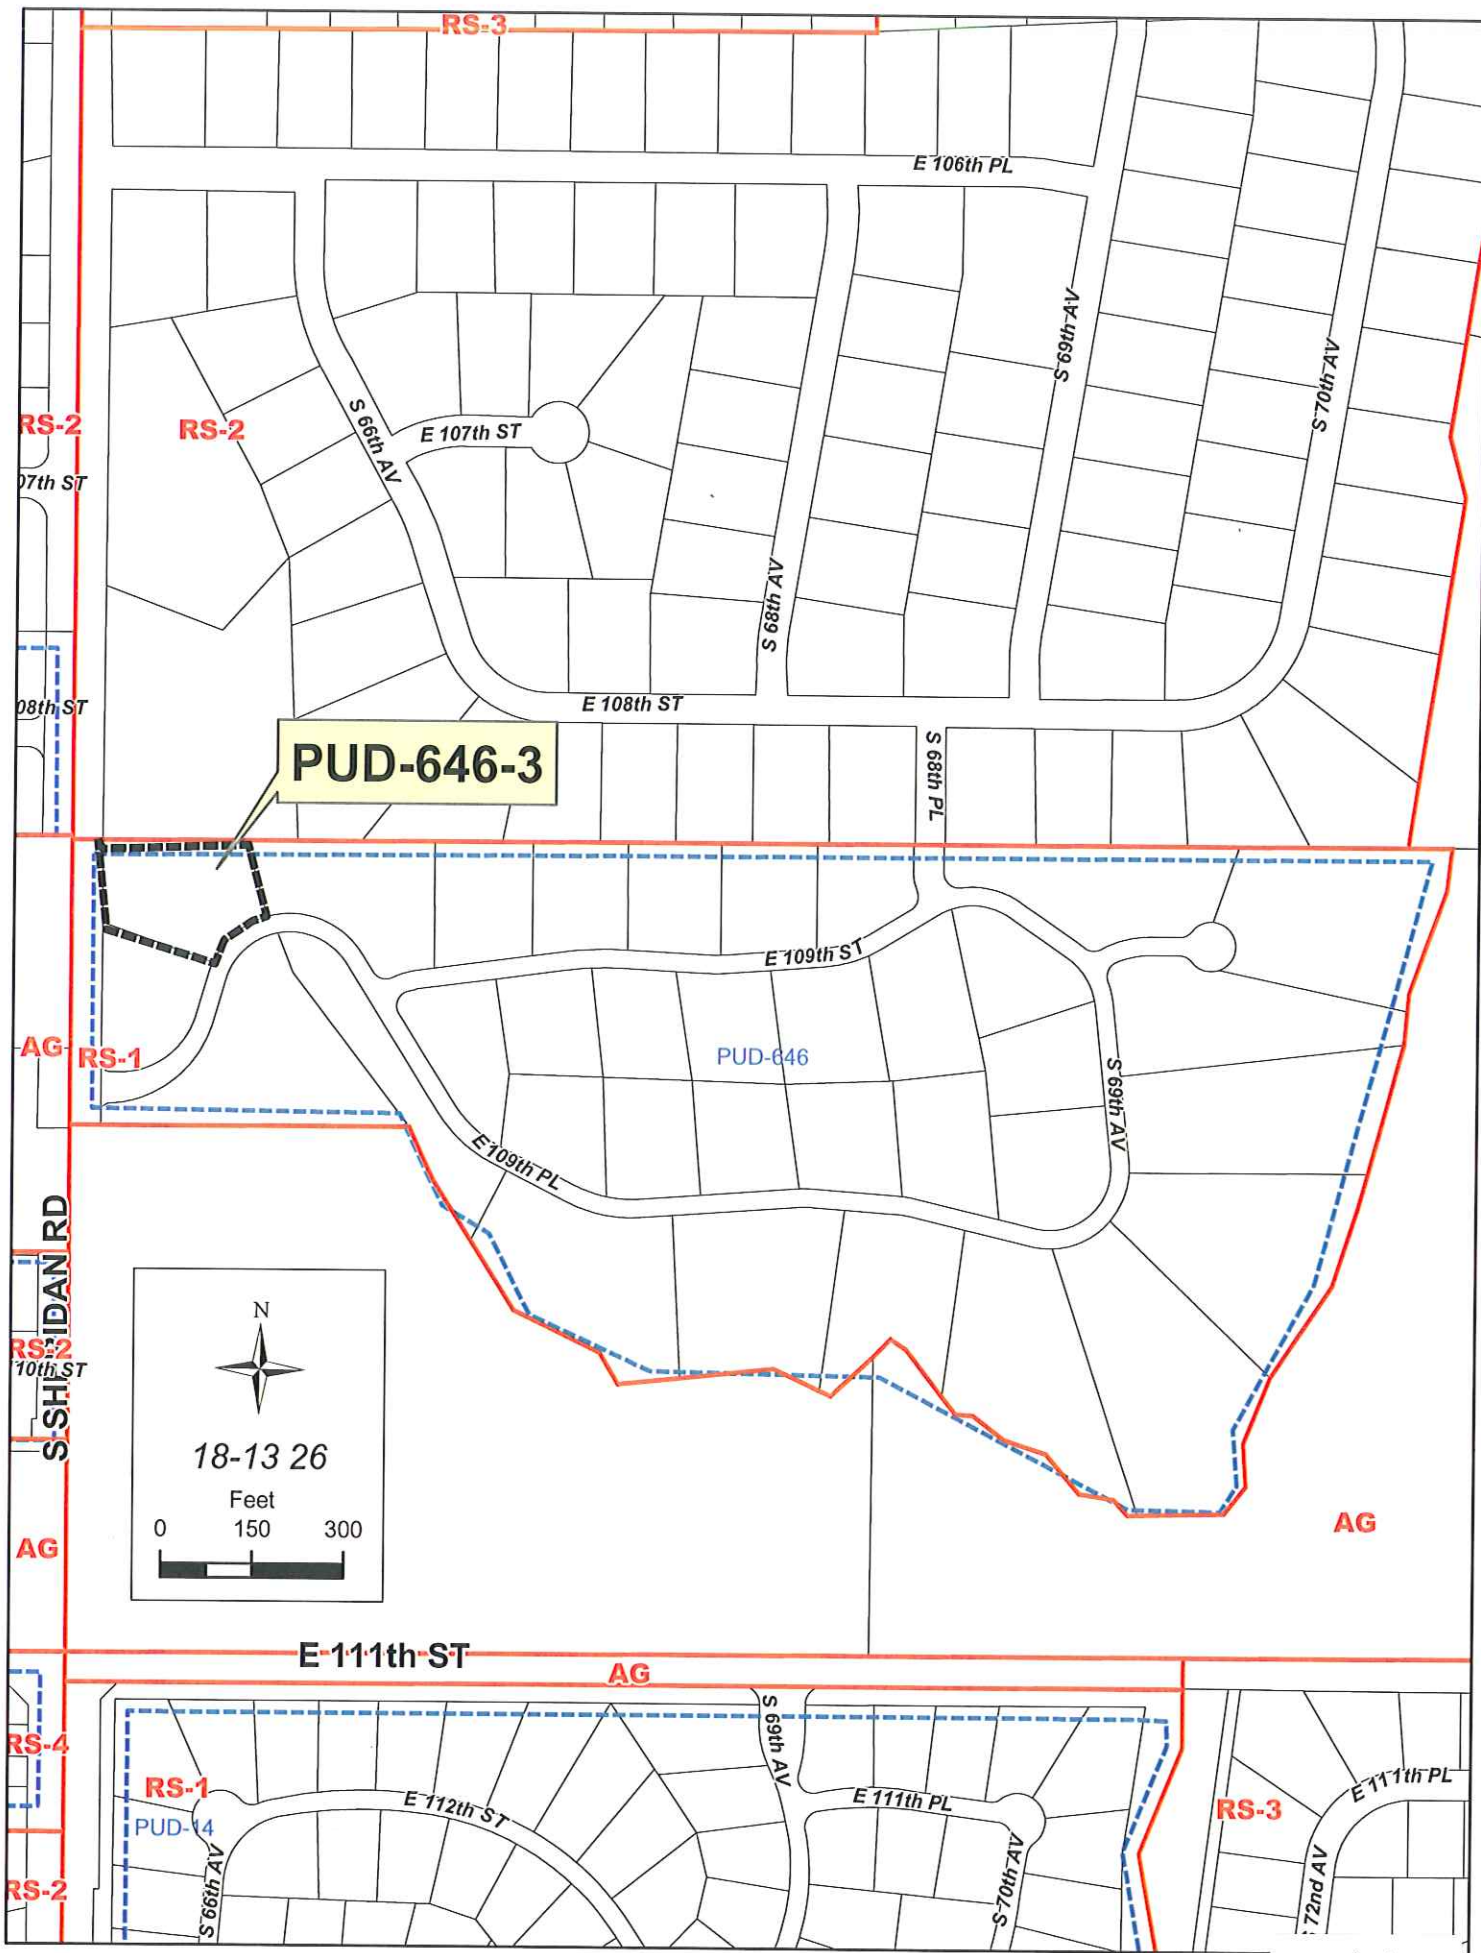 RS-3
E 106th PL
S 69th AV
S 70th AV
RS-2
RS-2
S 66th AV
E 107th ST
07th ST
S 68th AV
E 108th ST
08th ST
PUD-646-3
S 68th PL
E 109th ST
AG
RS-1
PUD-646
S 69th AV
E 109th PL
S SHERIDAN RD
N
RS-2
10th ST
18-13 26
Feet
0 150 300
AG
AG
E 111th ST
AG
S 69th AV
RS-4
RS-1
E 112th ST
E 111th PL
E 111th PL
RS-3
PUD-14
RS-2
S 66th AV
S 70th AV
72nd AV